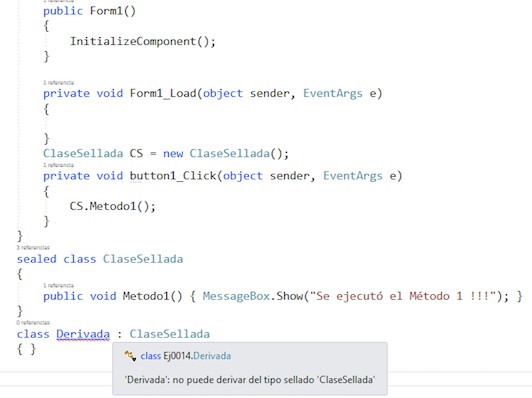 1 referencia
public Form1()
{
InitializeComponent();
}
1 referencia
private void Form1_Load(object sender, EventArgs e)
{
}
ClaseSellada CS = new ClaseSellada();
1 referencia
private void button1_Click(object sender, EventArgs e)
{
CS.Metodo1();
}
}
3 referencias
sealed class ClaseSellada
{
1 referencia
public void Metodo1() { MessageBox.Show("Se ejecutó el Método 1 !!!"); }
}
0 referencias
class Derivada : ClaseSellada
{ }
class Ej0014.Derivada
'Derivada': no puede derivar del tipo sellado 'ClaseSellada'